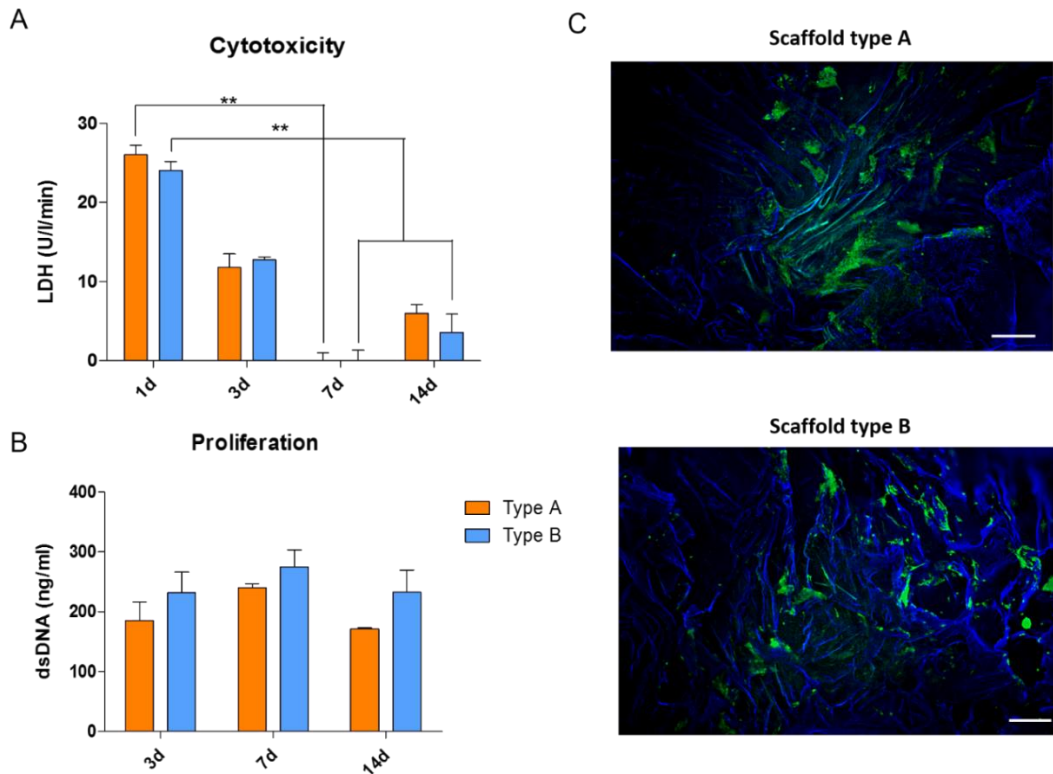 A
Cytotoxicity
**
**
30
20
10
0
LDH (U/l/min)
1d
3d
7d
14d
B
Proliferation
400
300
200
100
0
dsDNA (ng/ml)
3d
7d
14d
Type A
Type B
C
Scaffold type A
Scaffold type B